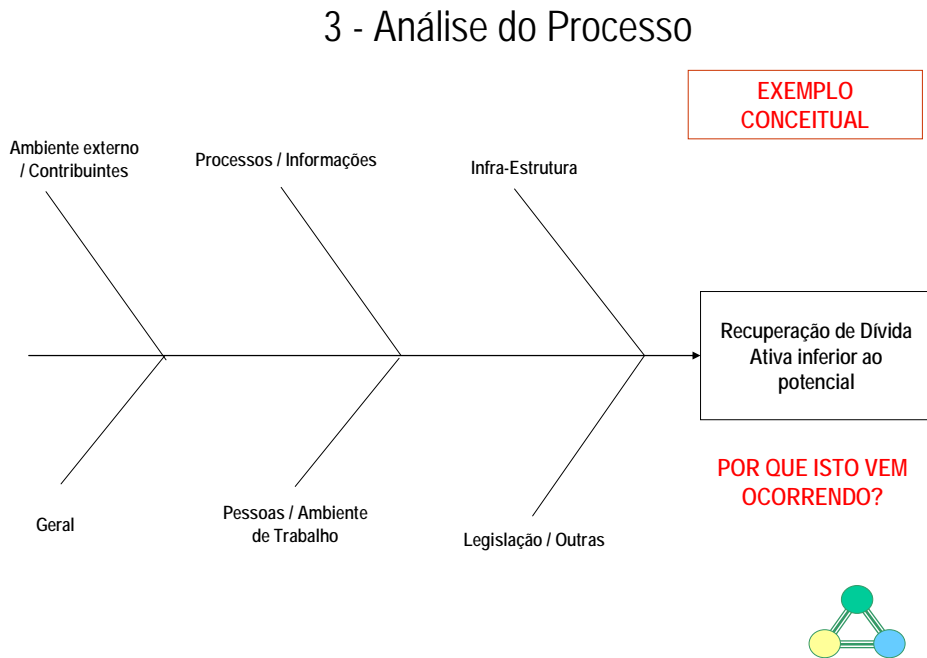 3 - Análise do Processo
EXEMPLO
CONCEITUAL
Ambiente externo
/ Contribuintes
Processos / Informações
Infra-Estrutura
Recuperação de Dívida
Ativa inferior ao
potencial
POR QUE ISTO VEM
OCORRENDO?
Geral
Pessoas / Ambiente
de Trabalho
Legislação / Outras